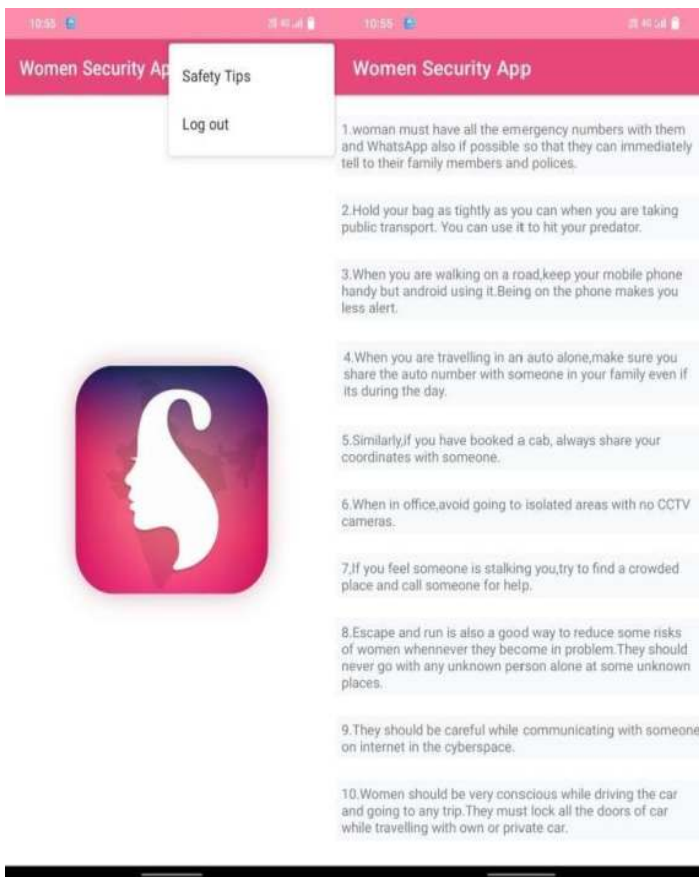 10:55
Women Security Ap
Safety Tips
Log out
10:55
Women Security App
1.woman must have all the emergency numbers with them
and WhatsApp also if possible so that they can immediately
tell to their family members and polices.
2.Hold your bag as tightly as you can when you are taking
public transport. You can use it to hit your predator.
3.When you are walking on a road,keep your mobile phone
handy but android using it.Being on the phone makes you
less alert.
4.When you are travelling in an auto alone,make sure you
share the auto number with someone in your family even if
its during the day.
5.Similarly,if you have booked a cab, always share your
coordinates with someone.
6.When in office,avoid going to isolated areas with no CCTV
cameras.
7,If you feel someone is stalking you,try to find a crowded
place and call someone for help.
8.Escape and run is also a good way to reduce some risks
of women whennever they become in problem.They should
never go with any unknown person alone at some unknown
places.
9.They should be careful while communicating with someone
on internet in the cyberspace.
10.Women should be very conscious while driving the car
and going to any trip.They must lock all the doors of car
while travelling with own or private car.